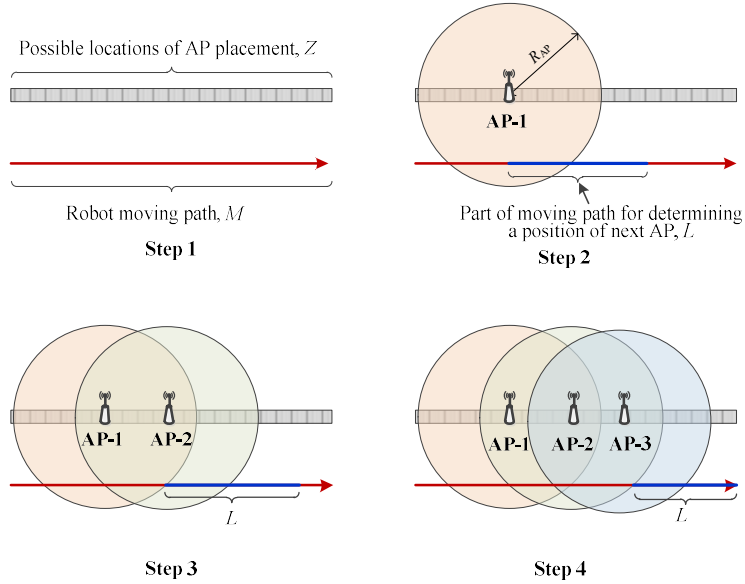 Possible locations of AP placement, Z
Robot moving path, M
Step 1
R_AP
AP-1
Part of moving path for determining
a position of next AP, L
Step 2
AP-1
AP-2
L
Step 3
AP-1
AP-2
AP-3
L
Step 4